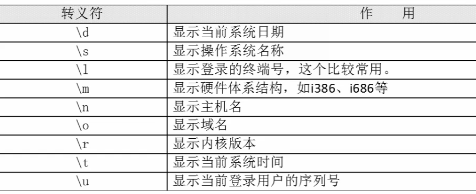 转义符 作 用
\d 显示当前系统日期
\s 显示操作系统名称
\l 显示登录的终端号，这个比较常用。
\m 显示硬件体系结构，如i386、i686等
\n 显示主机名
\o 显示域名
\r 显示内核版本
\t 显示当前系统时间
\u 显示当前登录用户的序列号